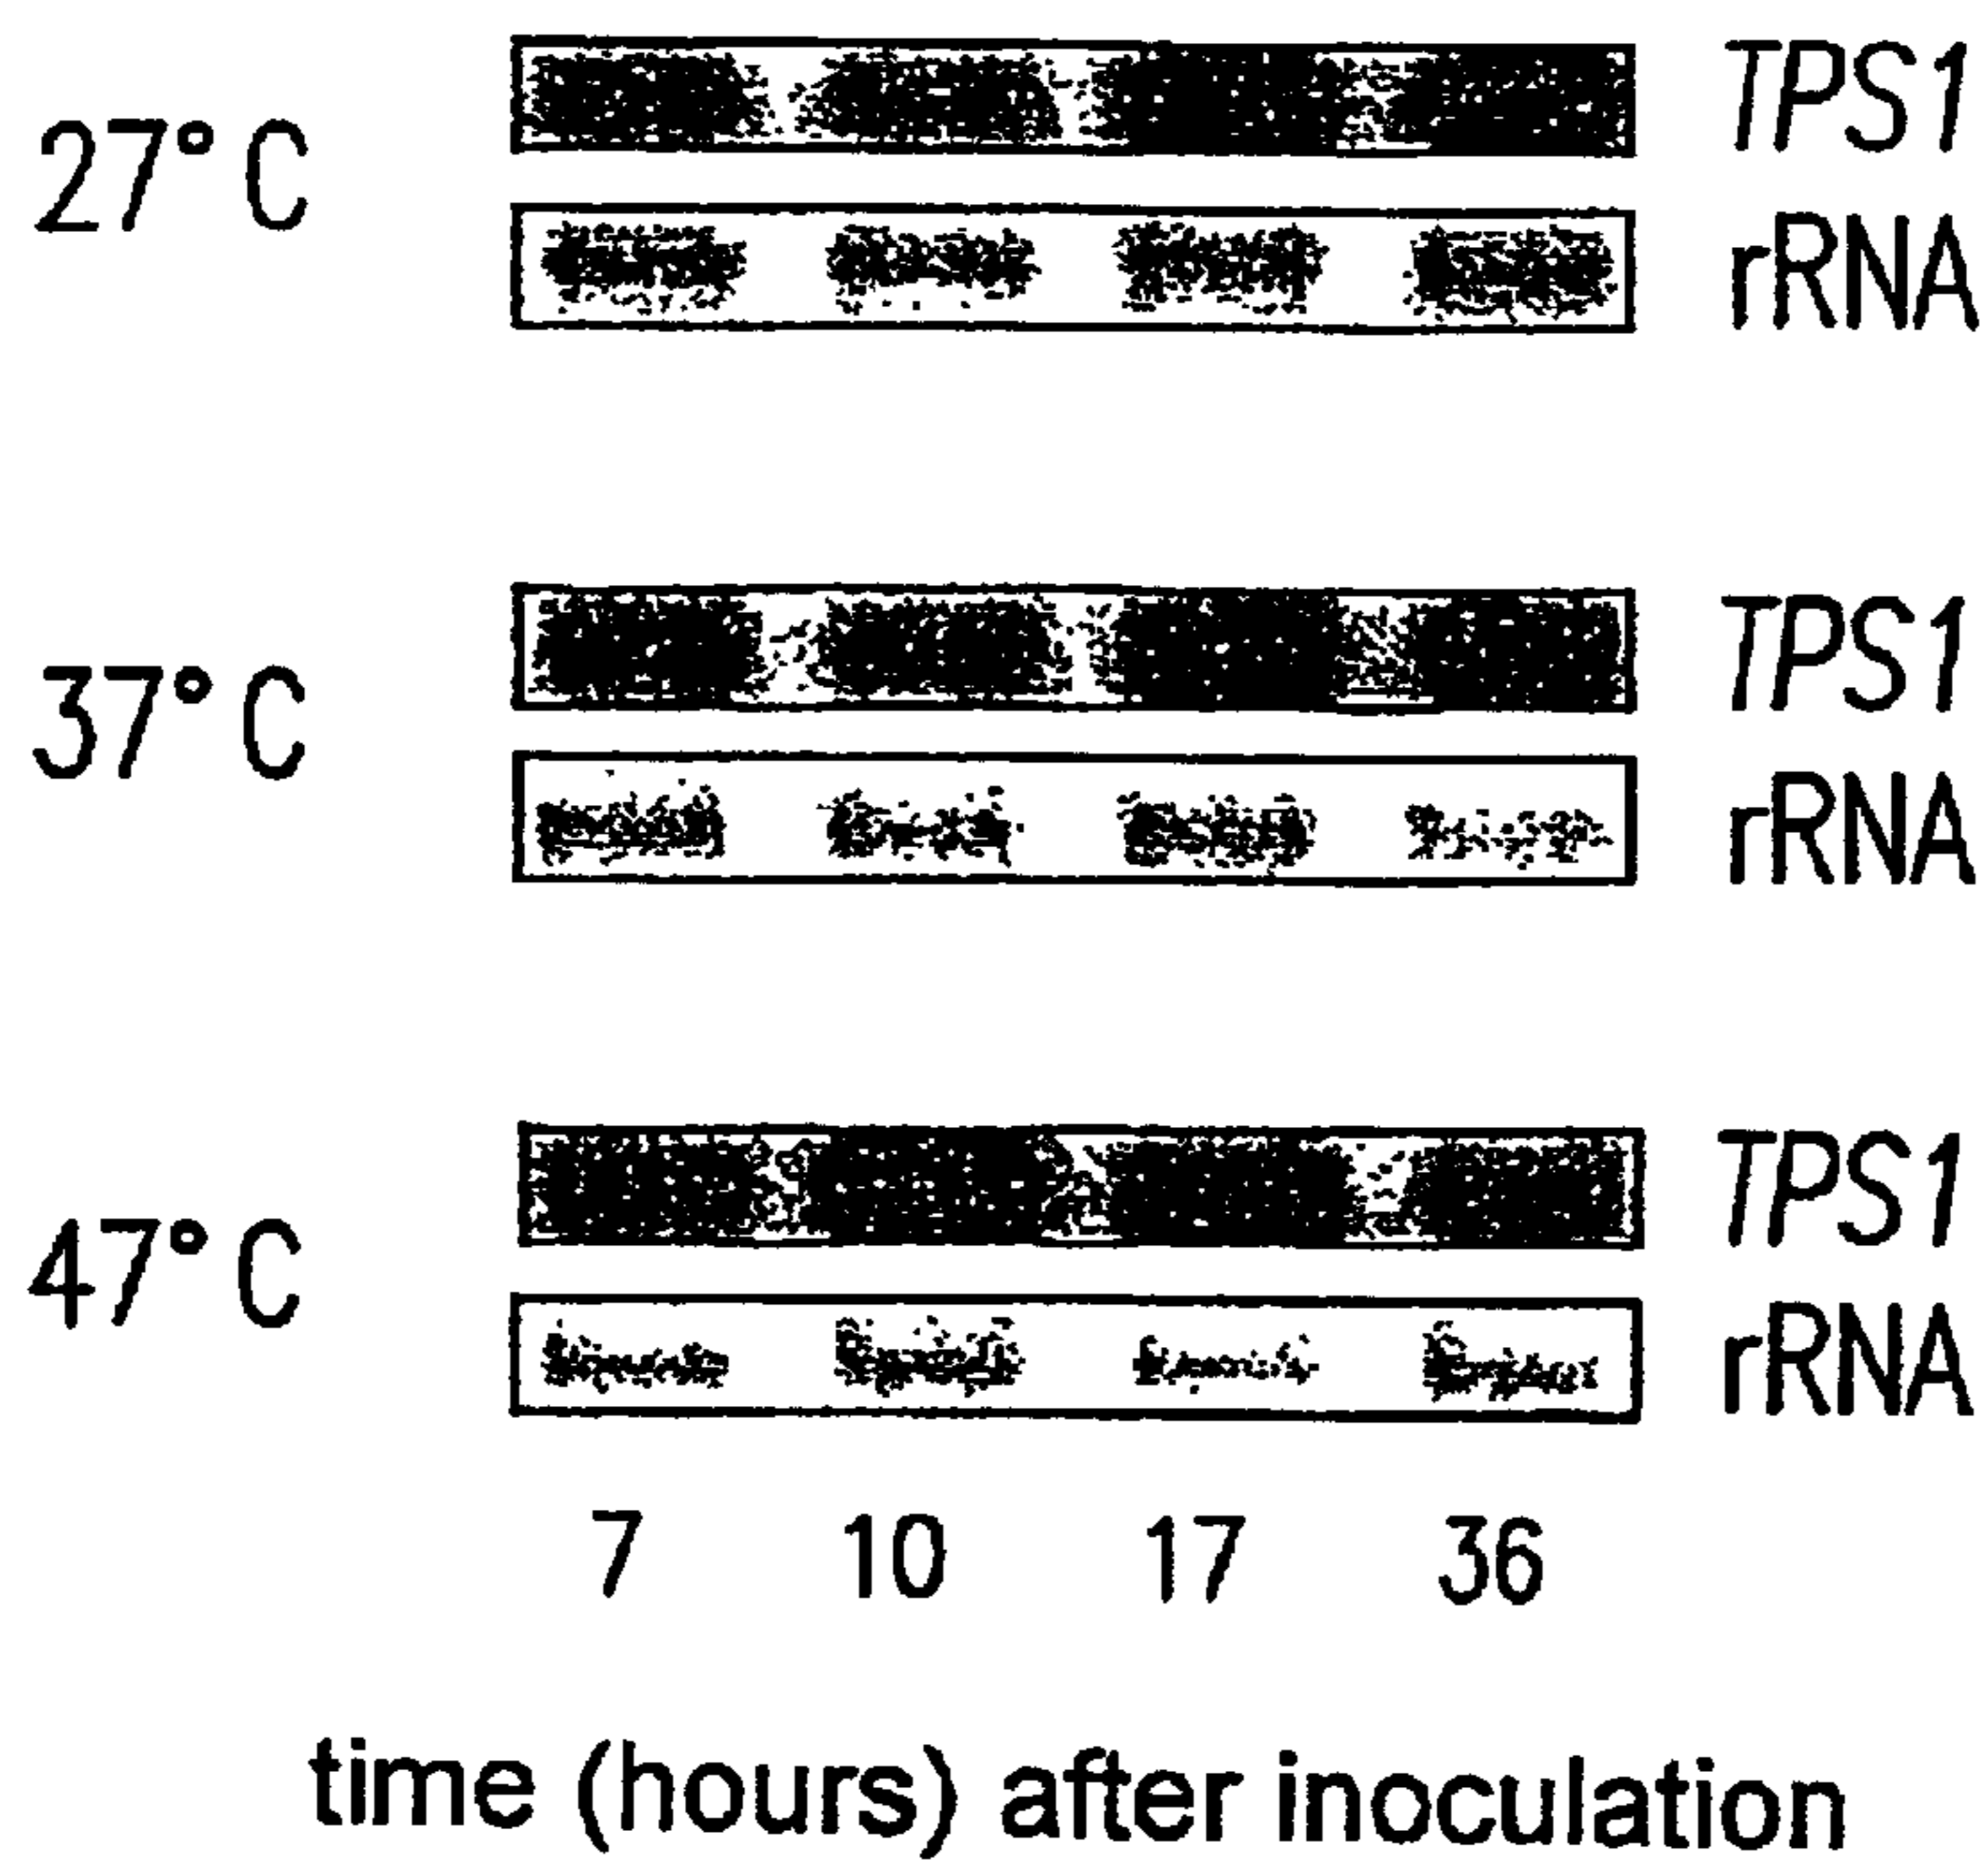 TPS1
27°C
rRNA
TPS1
37°C
rRNA
TPS1
47°C
rRNA
7 10 17 36
time (hours) after inoculation